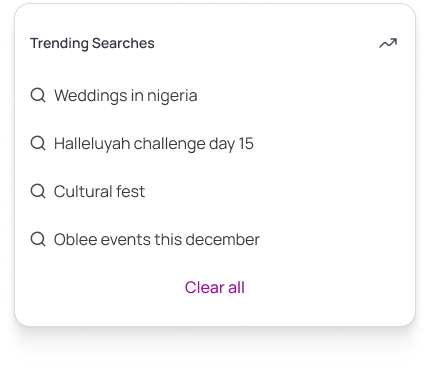 Trending Searches
Weddings in nigeria
Halleluyah challenge day 15
Cultural fest
Oblee events this december
Clear all